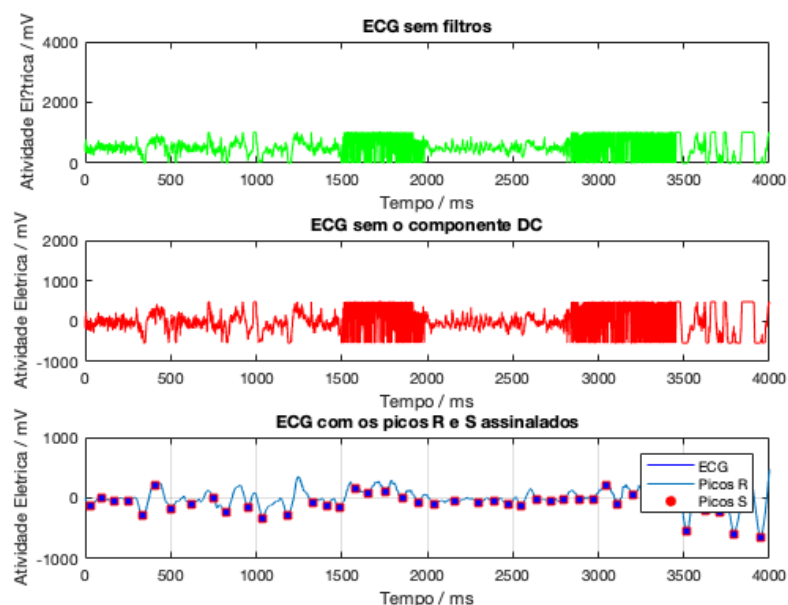 ECG sem filtros
Atividade El?trica / mV
4000
2000
0
0 500 1000 1500 2000 2500 3000 3500 4000
Tempo / ms
ECG sem o componente DC
Atividade Eletrica / mV
2000
1000
0
-1000
0 500 1000 1500 2000 2500 3000 3500 4000
Tempo / ms
ECG com os picos R e S assinalados
Atividade Eletrica / mV
1000
0
-1000
ECG
Picos R
Picos S
0 500 1000 1500 2000 2500 3000 3500 4000
Tempo / ms